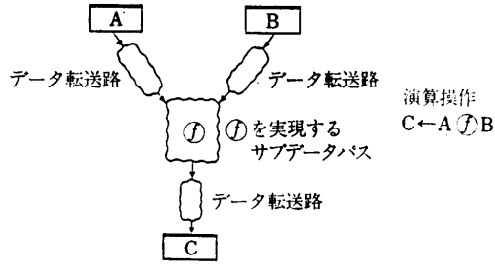 A
B
データ転送路
データ転送路
演算操作
C←A ⓕ B
ⓕ
ⓕを実現する
サブデータパス
データ転送路
C